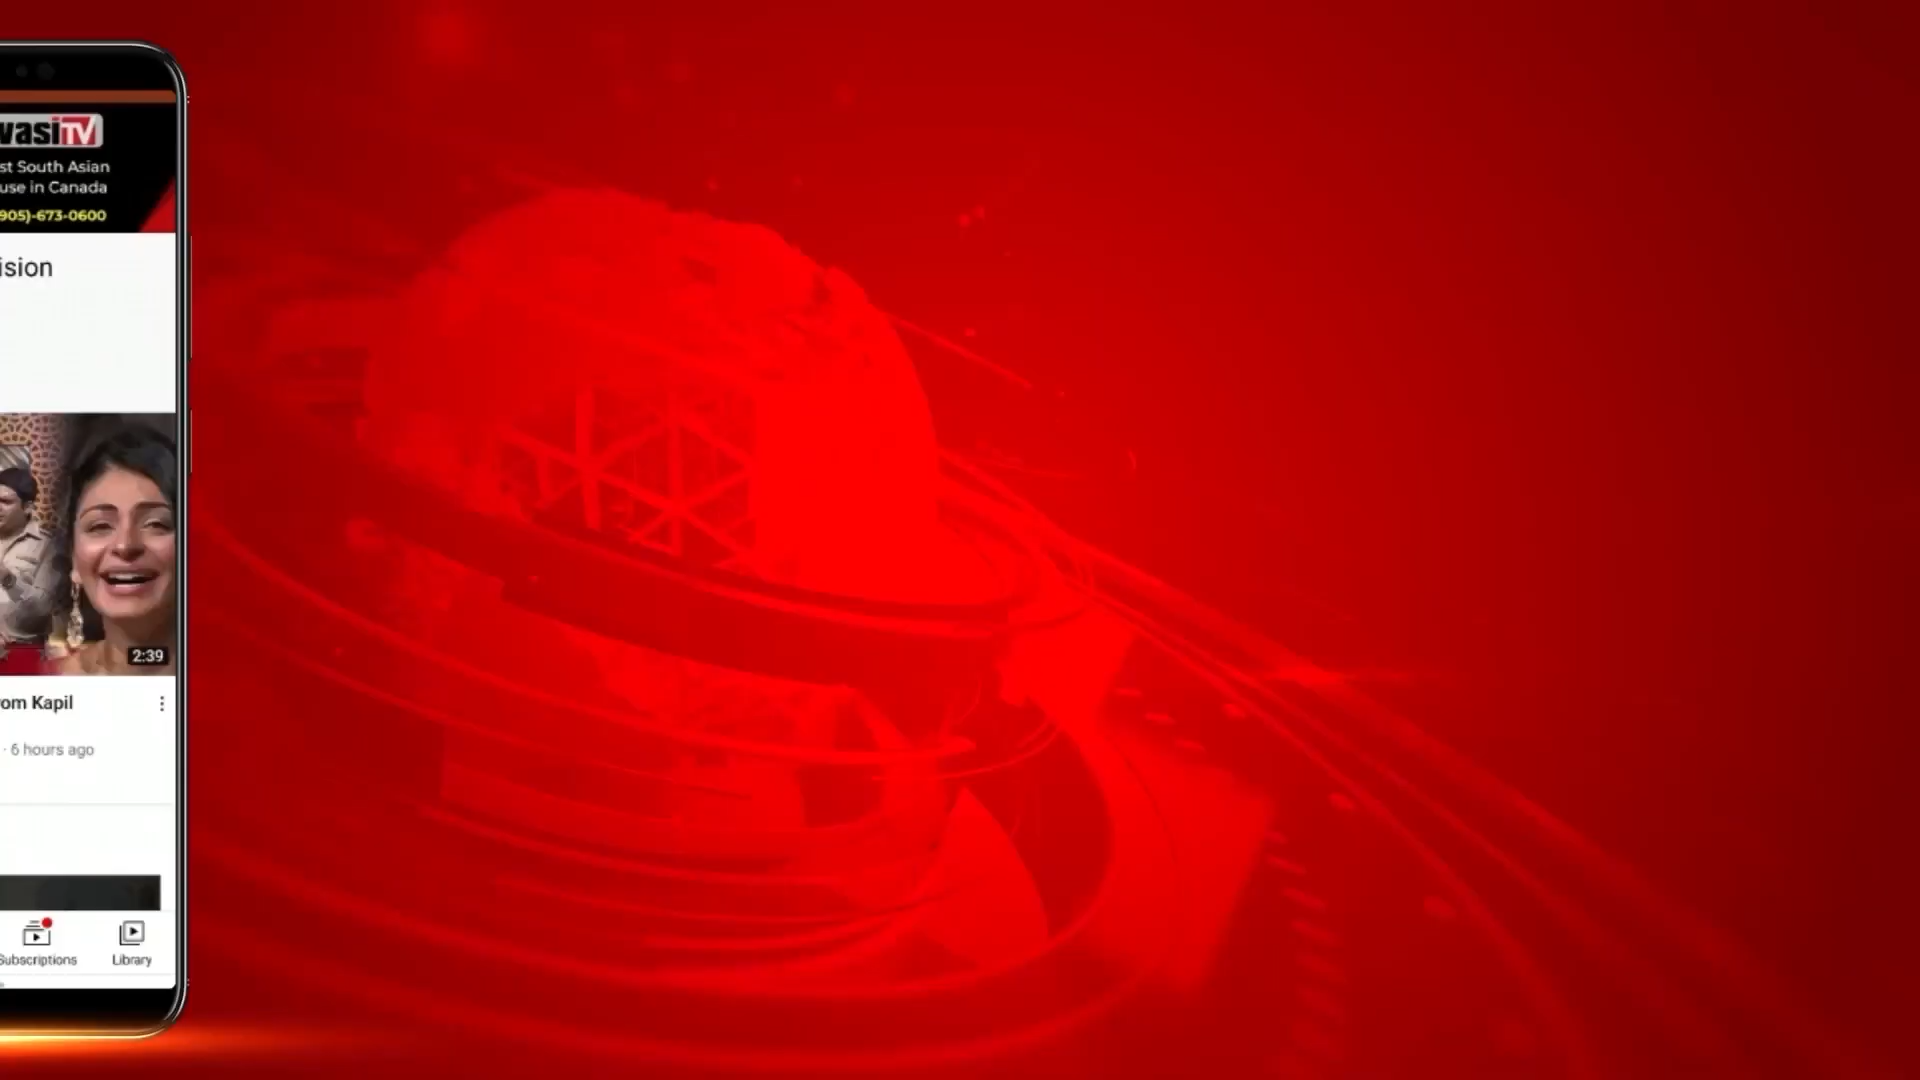 vasiTV
st South Asian
use in Canada
905)-673-0600
ision
2:39
om Kapil
· 6 hours ago
Subscriptions
Library